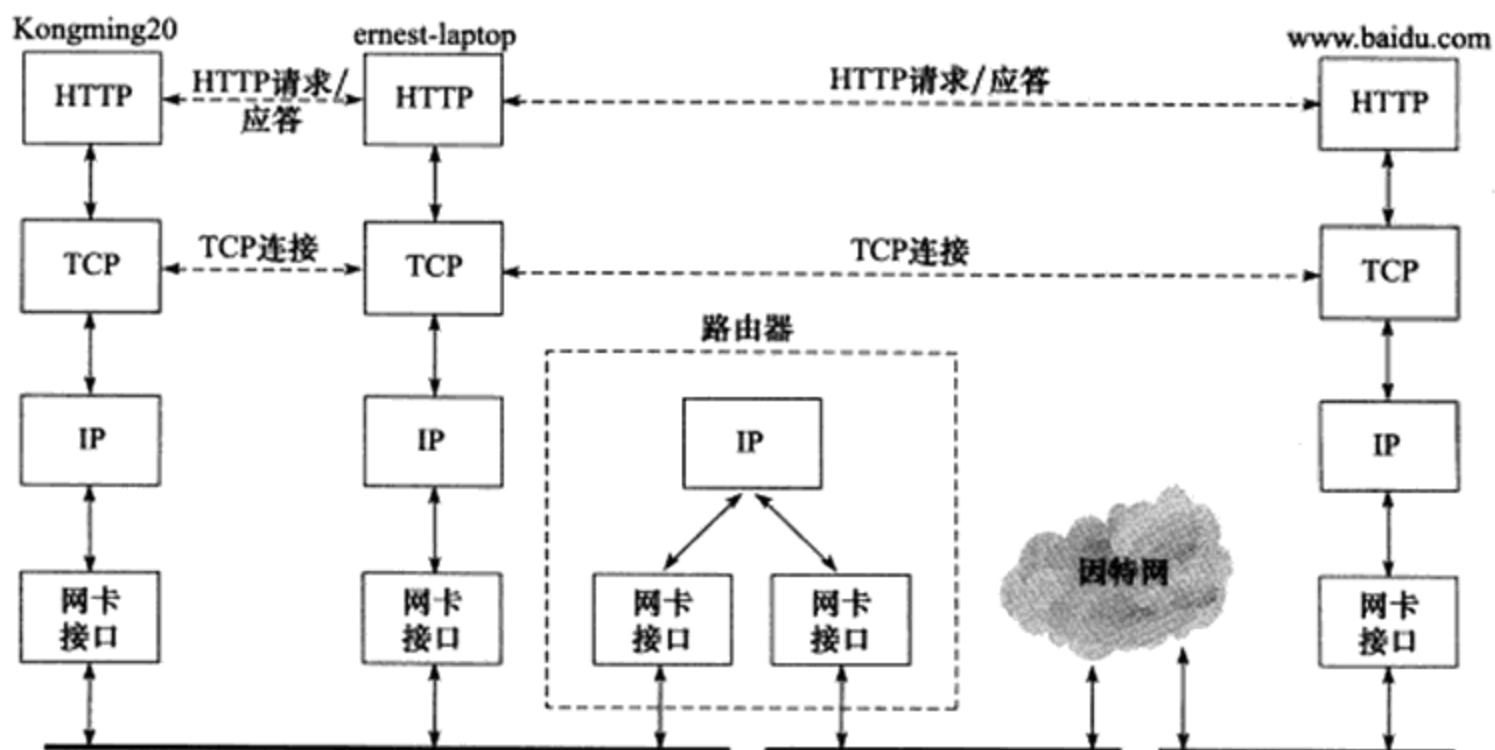 Kongming20
ernest-laptop
www.baidu.com
HTTP
HTTP请求/
应答
HTTP
HTTP请求/应答
HTTP
TCP
TCP连接
TCP
TCP连接
TCP
路由器
IP
IP
IP
IP
因特网
网卡
接口
网卡
接口
网卡
接口
网卡
接口
网卡
接口